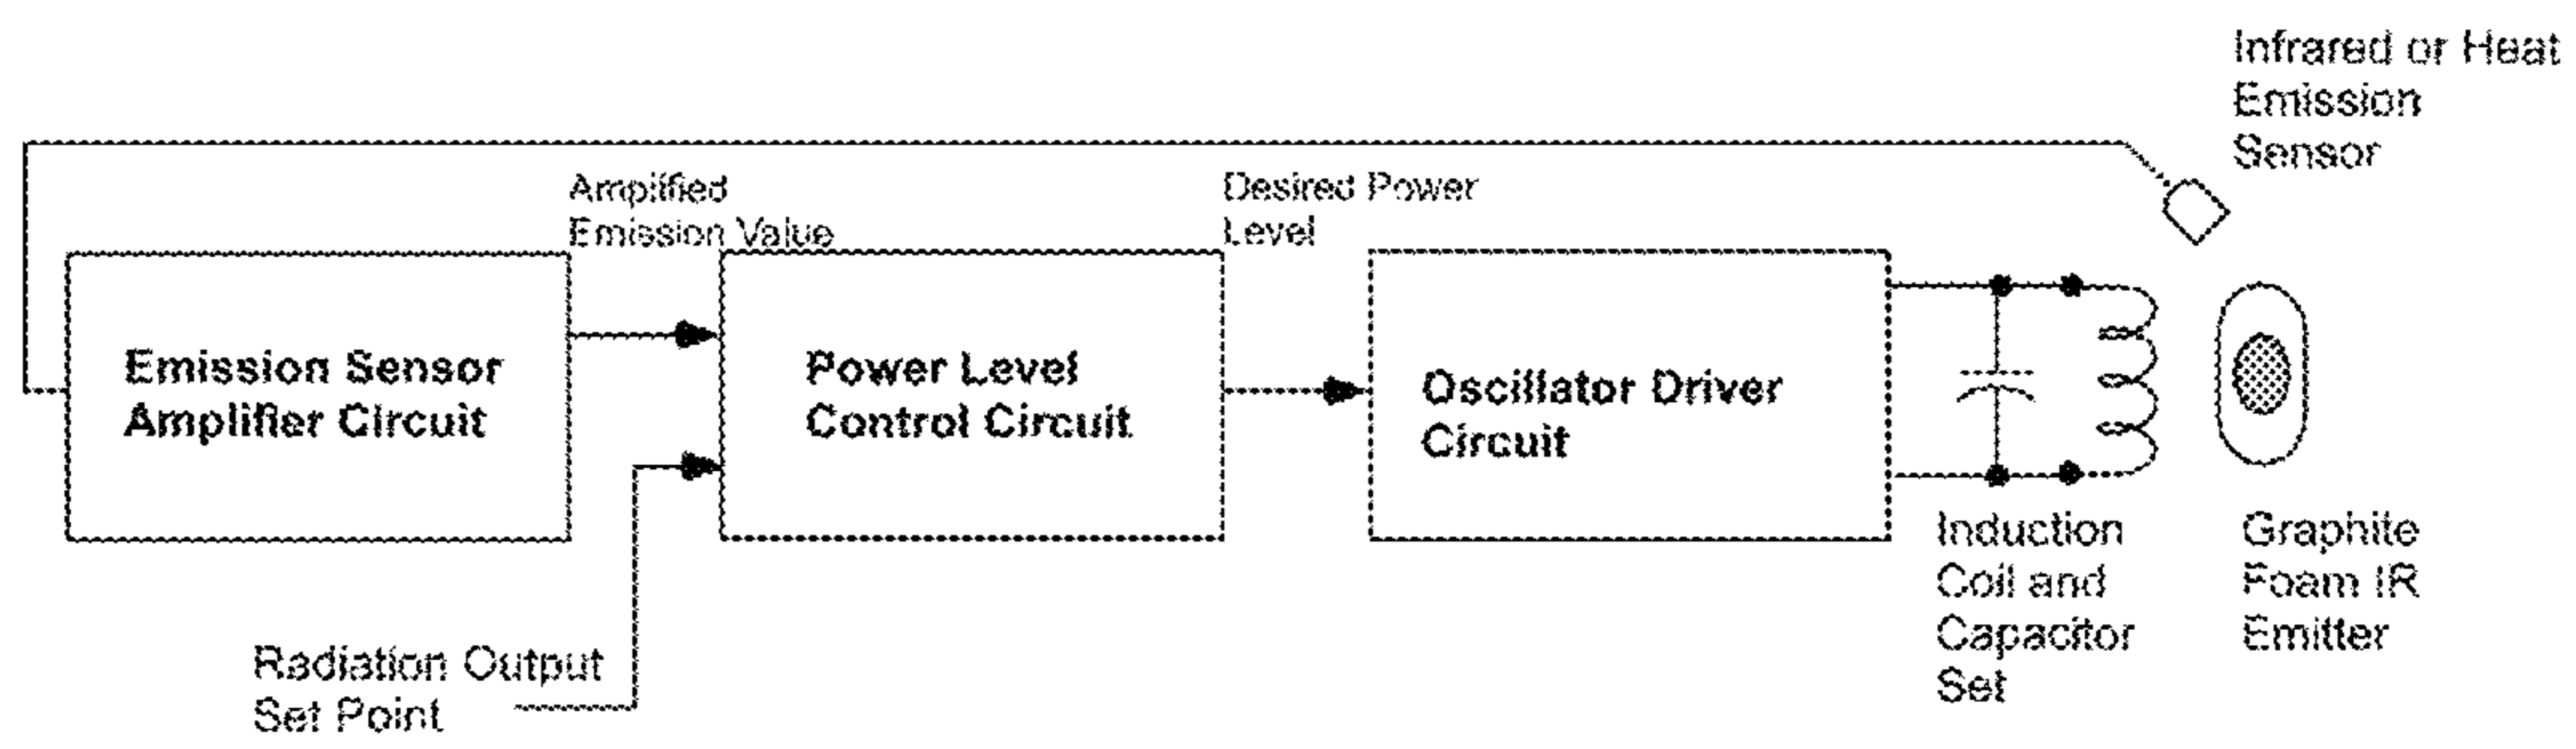 Infrared or Heat
Emission
Sensor
Amplified
Emission Value
Desired Power
Level
Emission Sensor
Amplifier Circuit
Power Level
Control Circuit
Oscillator Driver
Circuit
Induction
Coil and
Capacitor
Set
Graphite
Foam IR
Emitter
Radiation Output
Set Point